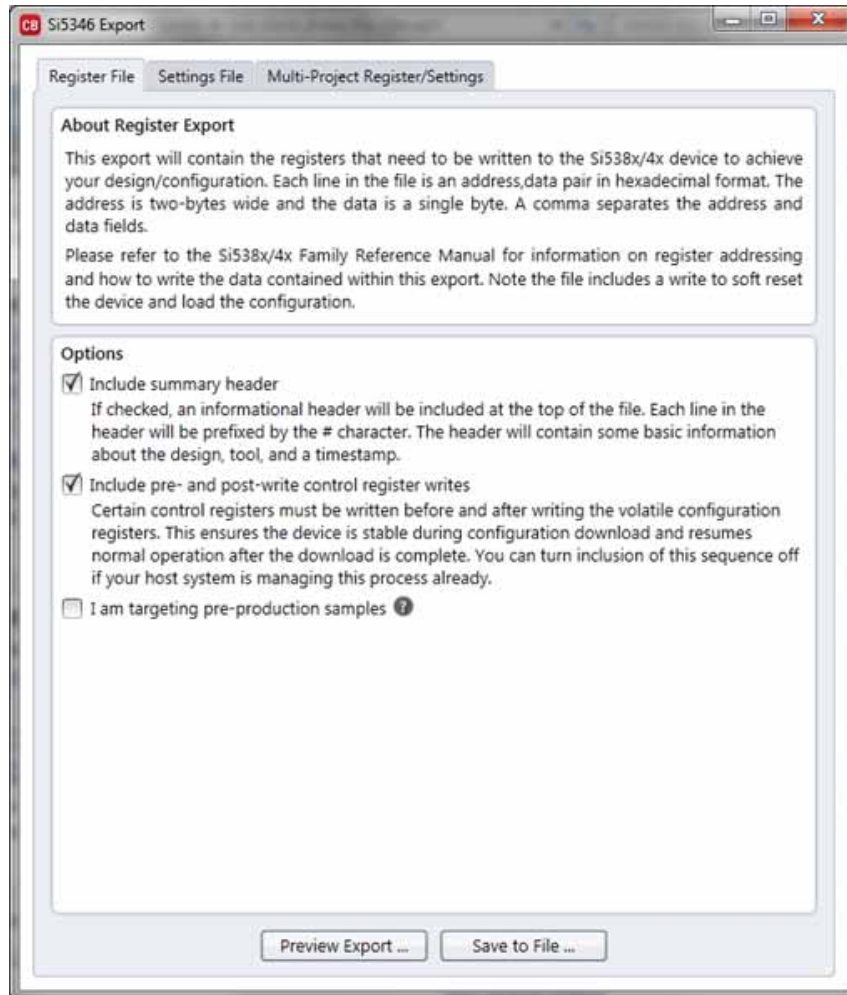 CB Si5346 Export
Register File Settings File Multi-Project Register/Settings
About Register Export
This export will contain the registers that need to be written to the Si538x/4x device to achieve
your design/configuration. Each line in the file is an address,data pair in hexadecimal format. The
address is two-bytes wide and the data is a single byte. A comma separates the address and
data fields.
Please refer to the Si538x/4x Family Reference Manual for information on register addressing
and how to write the data contained within this export. Note the file includes a write to soft reset
the device and load the configuration.
Options
Include summary header
If checked, an informational header will be included at the top of the file. Each line in the
header will be prefixed by the # character. The header will contain some basic information
about the design, tool, and a timestamp.
Include pre- and post-write control register writes
Certain control registers must be written before and after writing the volatile configuration
registers. This ensures the device is stable during configuration download and resumes
normal operation after the download is complete. You can turn inclusion of this sequence off
if your host system is managing this process already.
I am targeting pre-production samples ?
Preview Export ... Save to File ...